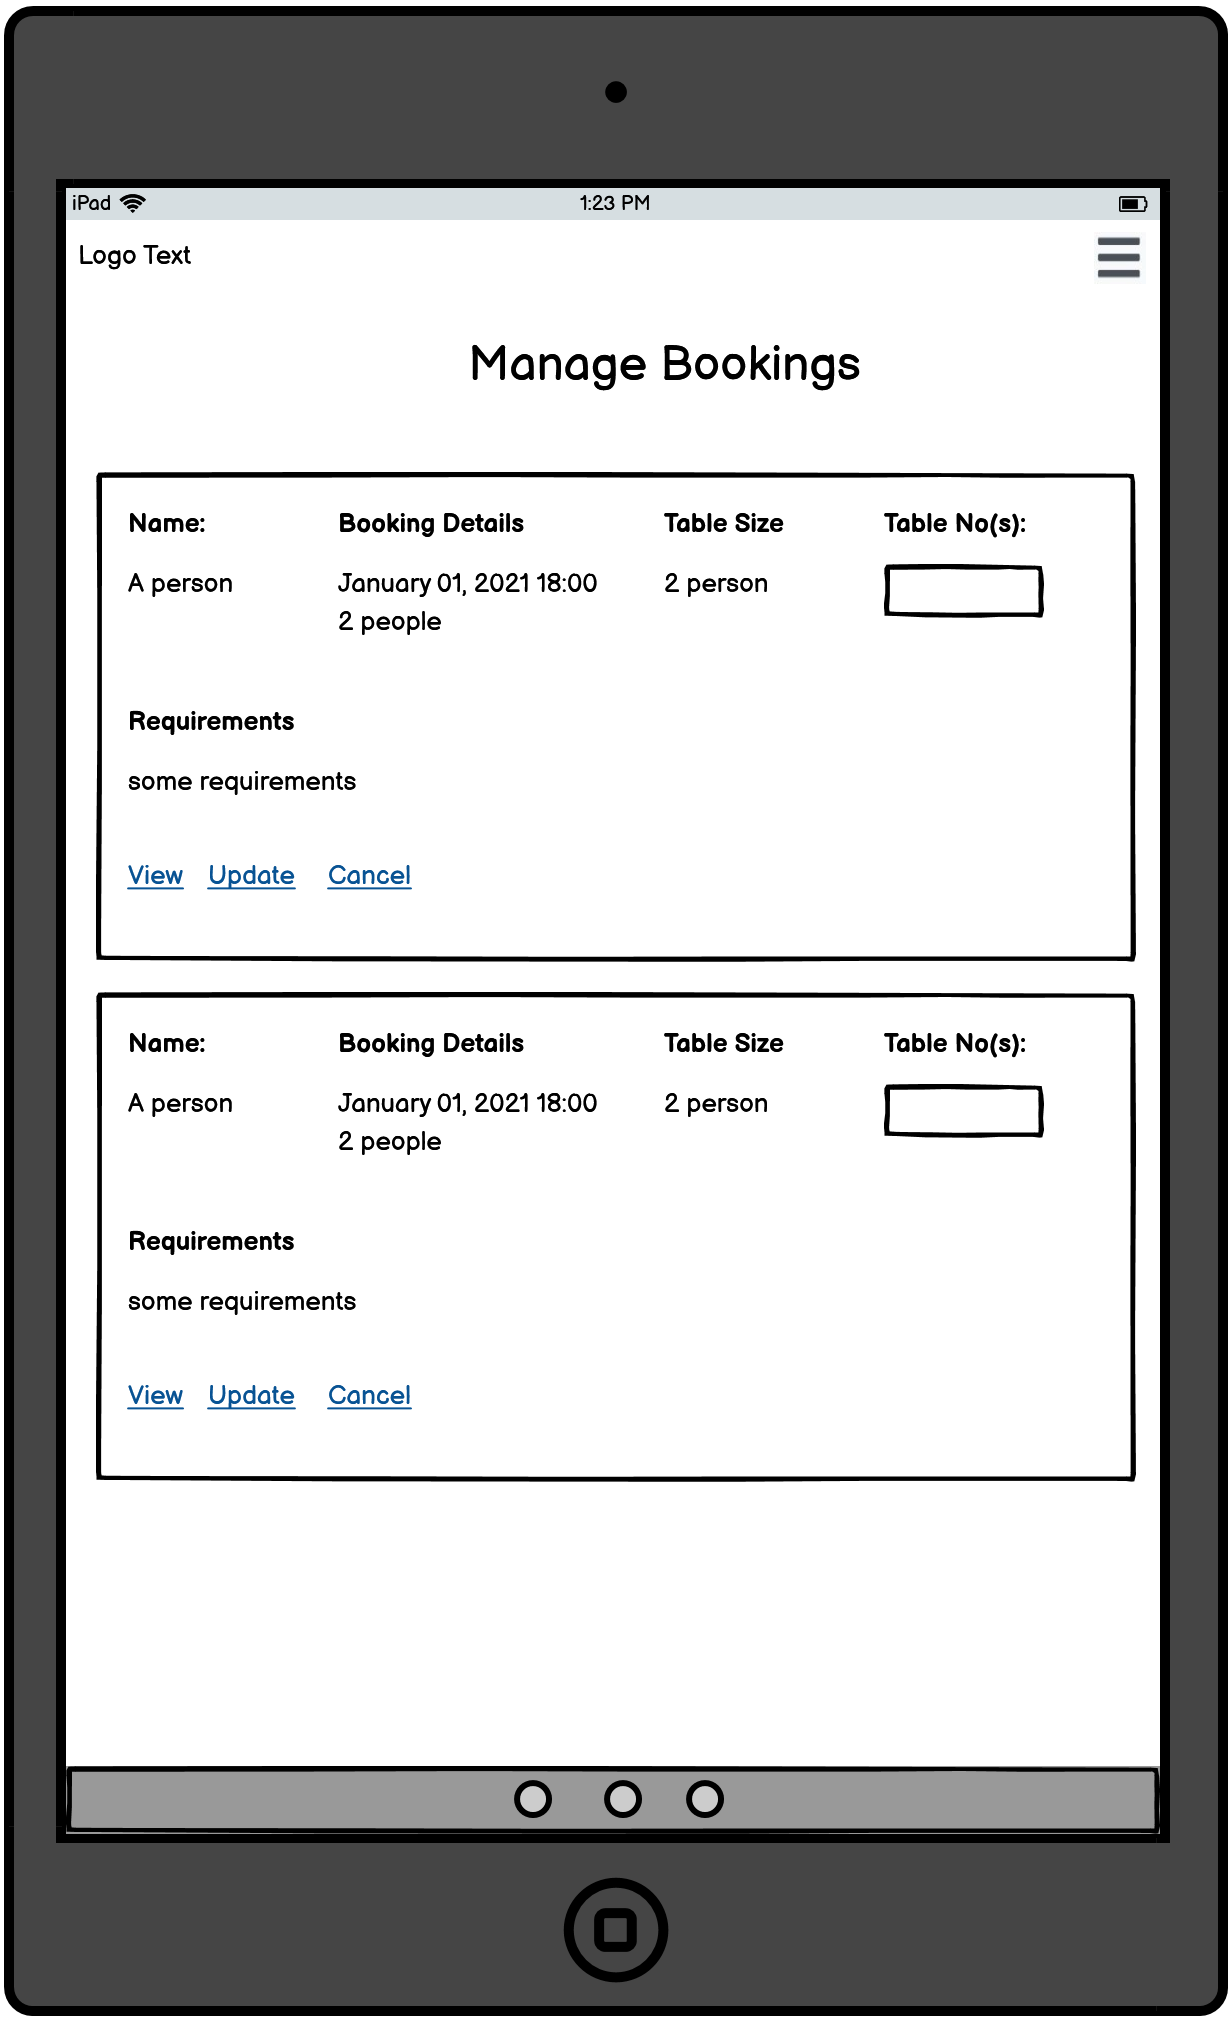 iPad 1:23 PM
Logo Text
Manage Bookings
Name: Booking Details Table Size Table No(s):
A person January 01, 2021 18:00 2 person
2 people
Requirements
some requirements
View Update Cancel
Name: Booking Details Table Size Table No(s):
A person January 01, 2021 18:00 2 person
2 people
Requirements
some requirements
View Update Cancel